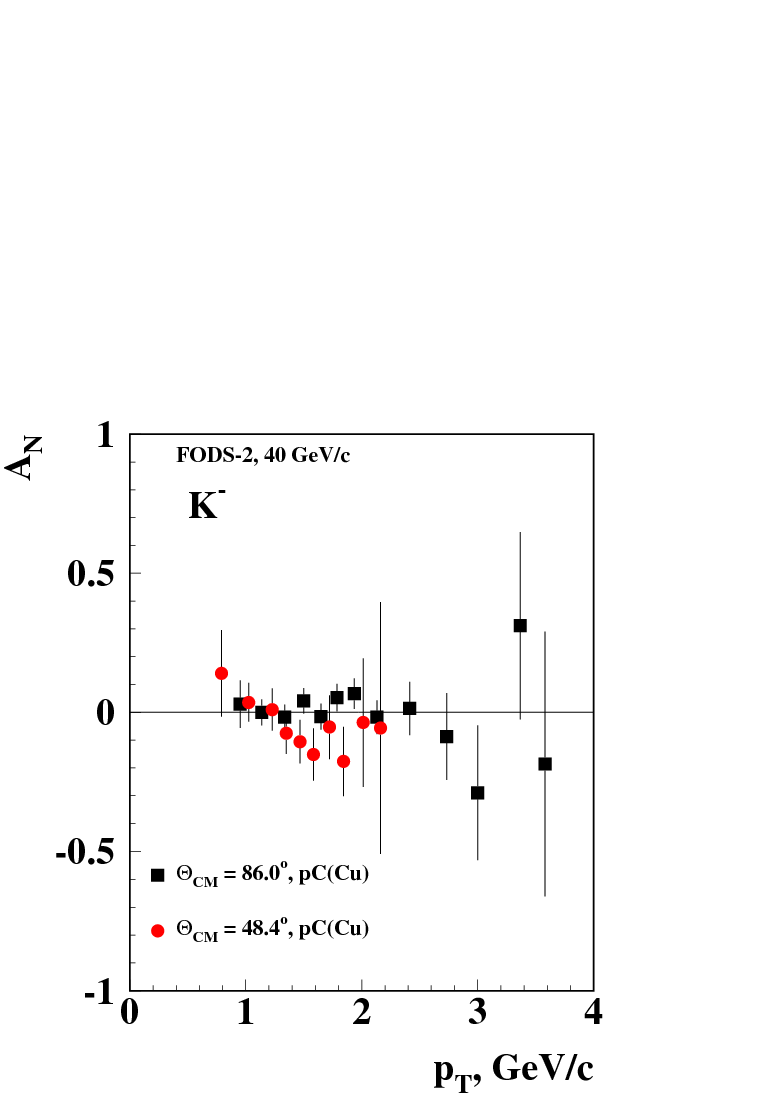 1
A_N
FODS-2, 40 GeV/c
K^-
0.5
0
-0.5
Θ_CM = 86.0°, pC(Cu)
Θ_CM = 48.4°, pC(Cu)
-1
0 1 2 3 4
p_T, GeV/c